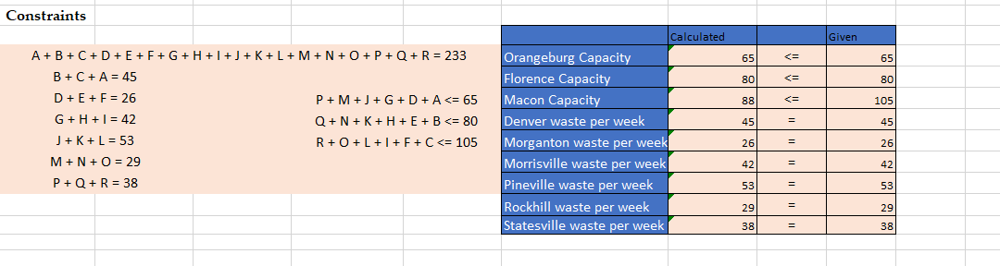 Constraints
Calculated Given
A + B + C + D + E + F + G + H + I + J + K + L + M + N + O + P + Q + R = 233
Orangeburg Capacity 65 <= 65
B + C + A = 45
Florence Capacity 80 <= 80
D + E + F = 26
P + M + J + G + D + A <= 65
Macon Capacity 88 <= 105
G + H + I = 42
Q + N + K + H + E + B <= 80
Denver waste per week 45 = 45
J + K + L = 53
R + O + L + I + F + C <= 105
Morganton waste per week 26 = 26
M + N + O = 29
Morrisville waste per week 42 = 42
P + Q + R = 38
Pineville waste per week 53 = 53
Rockhill waste per week 29 = 29
Statesville waste per week 38 = 38